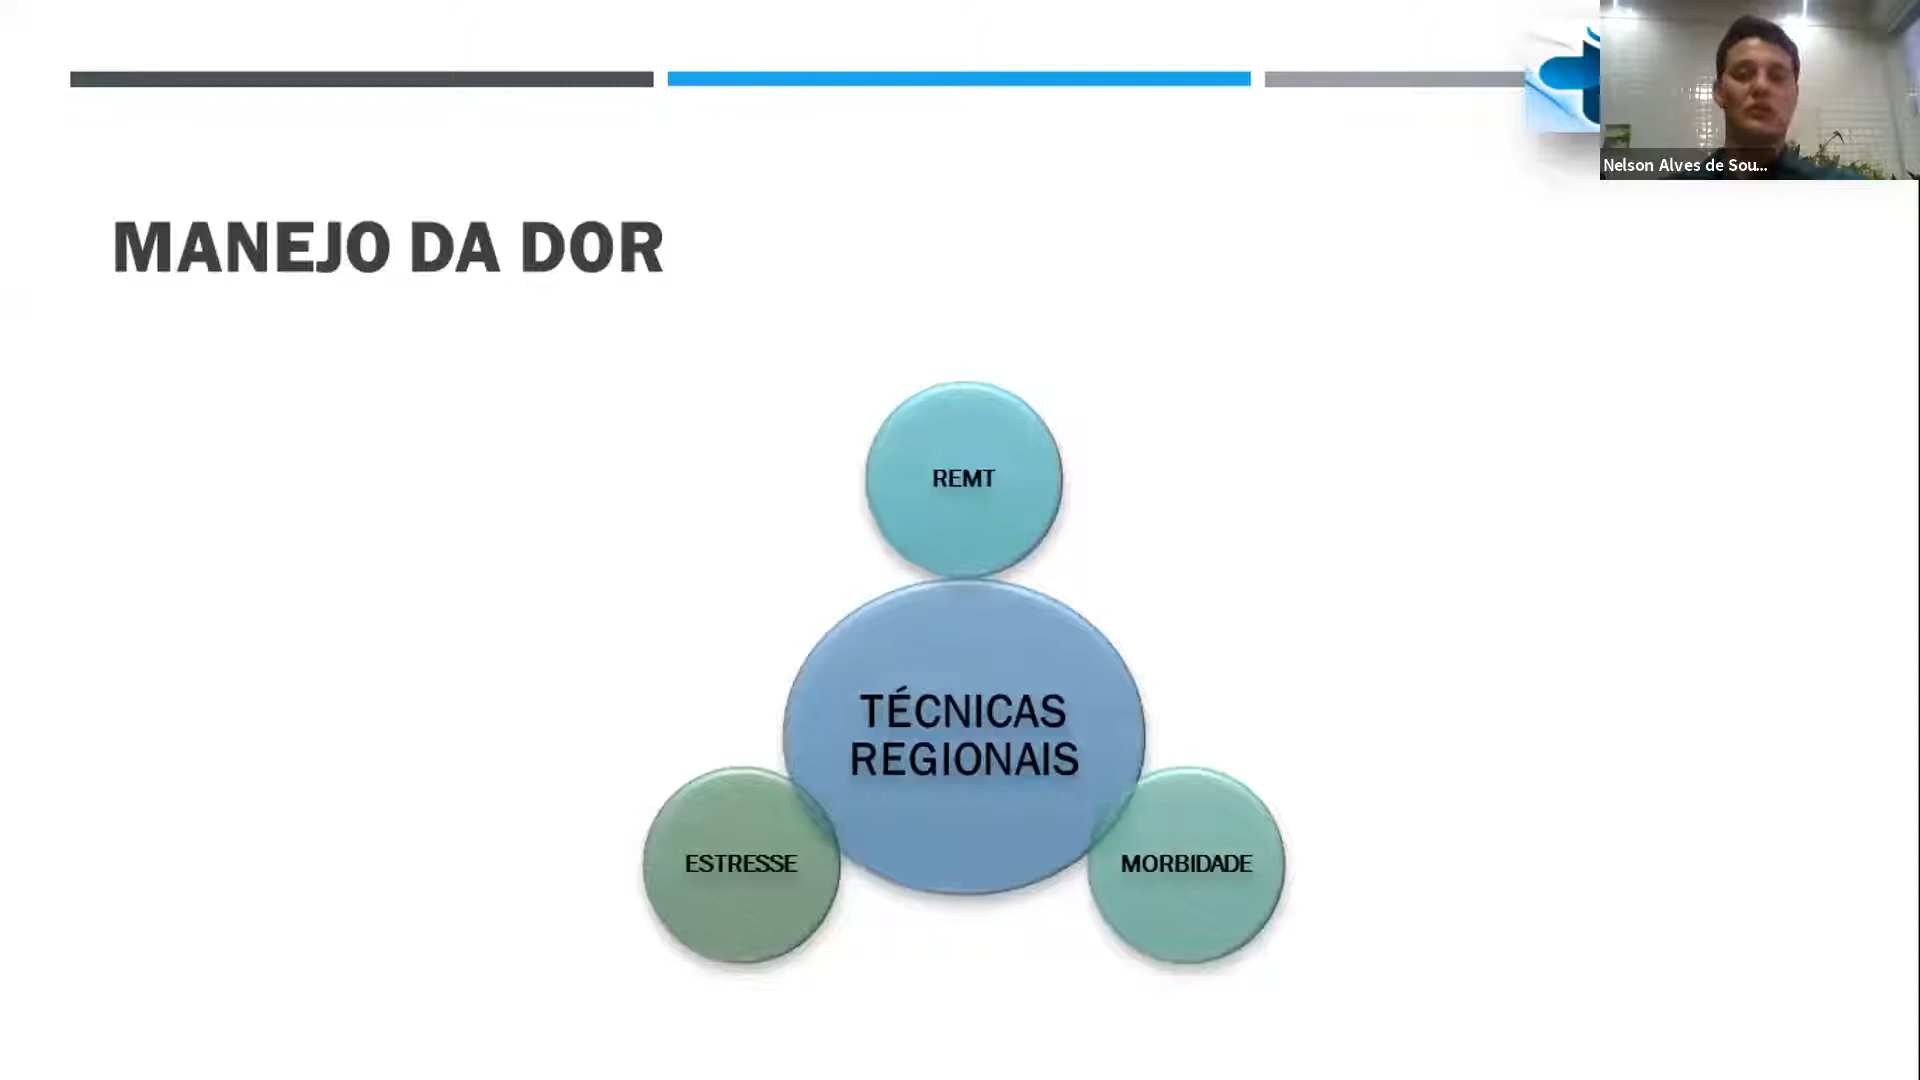 Nelson Alves de Sou...
MANEJO DA DOR
REMT
TÉCNICAS
REGIONAIS
ESTRESSE
MORBIDADE